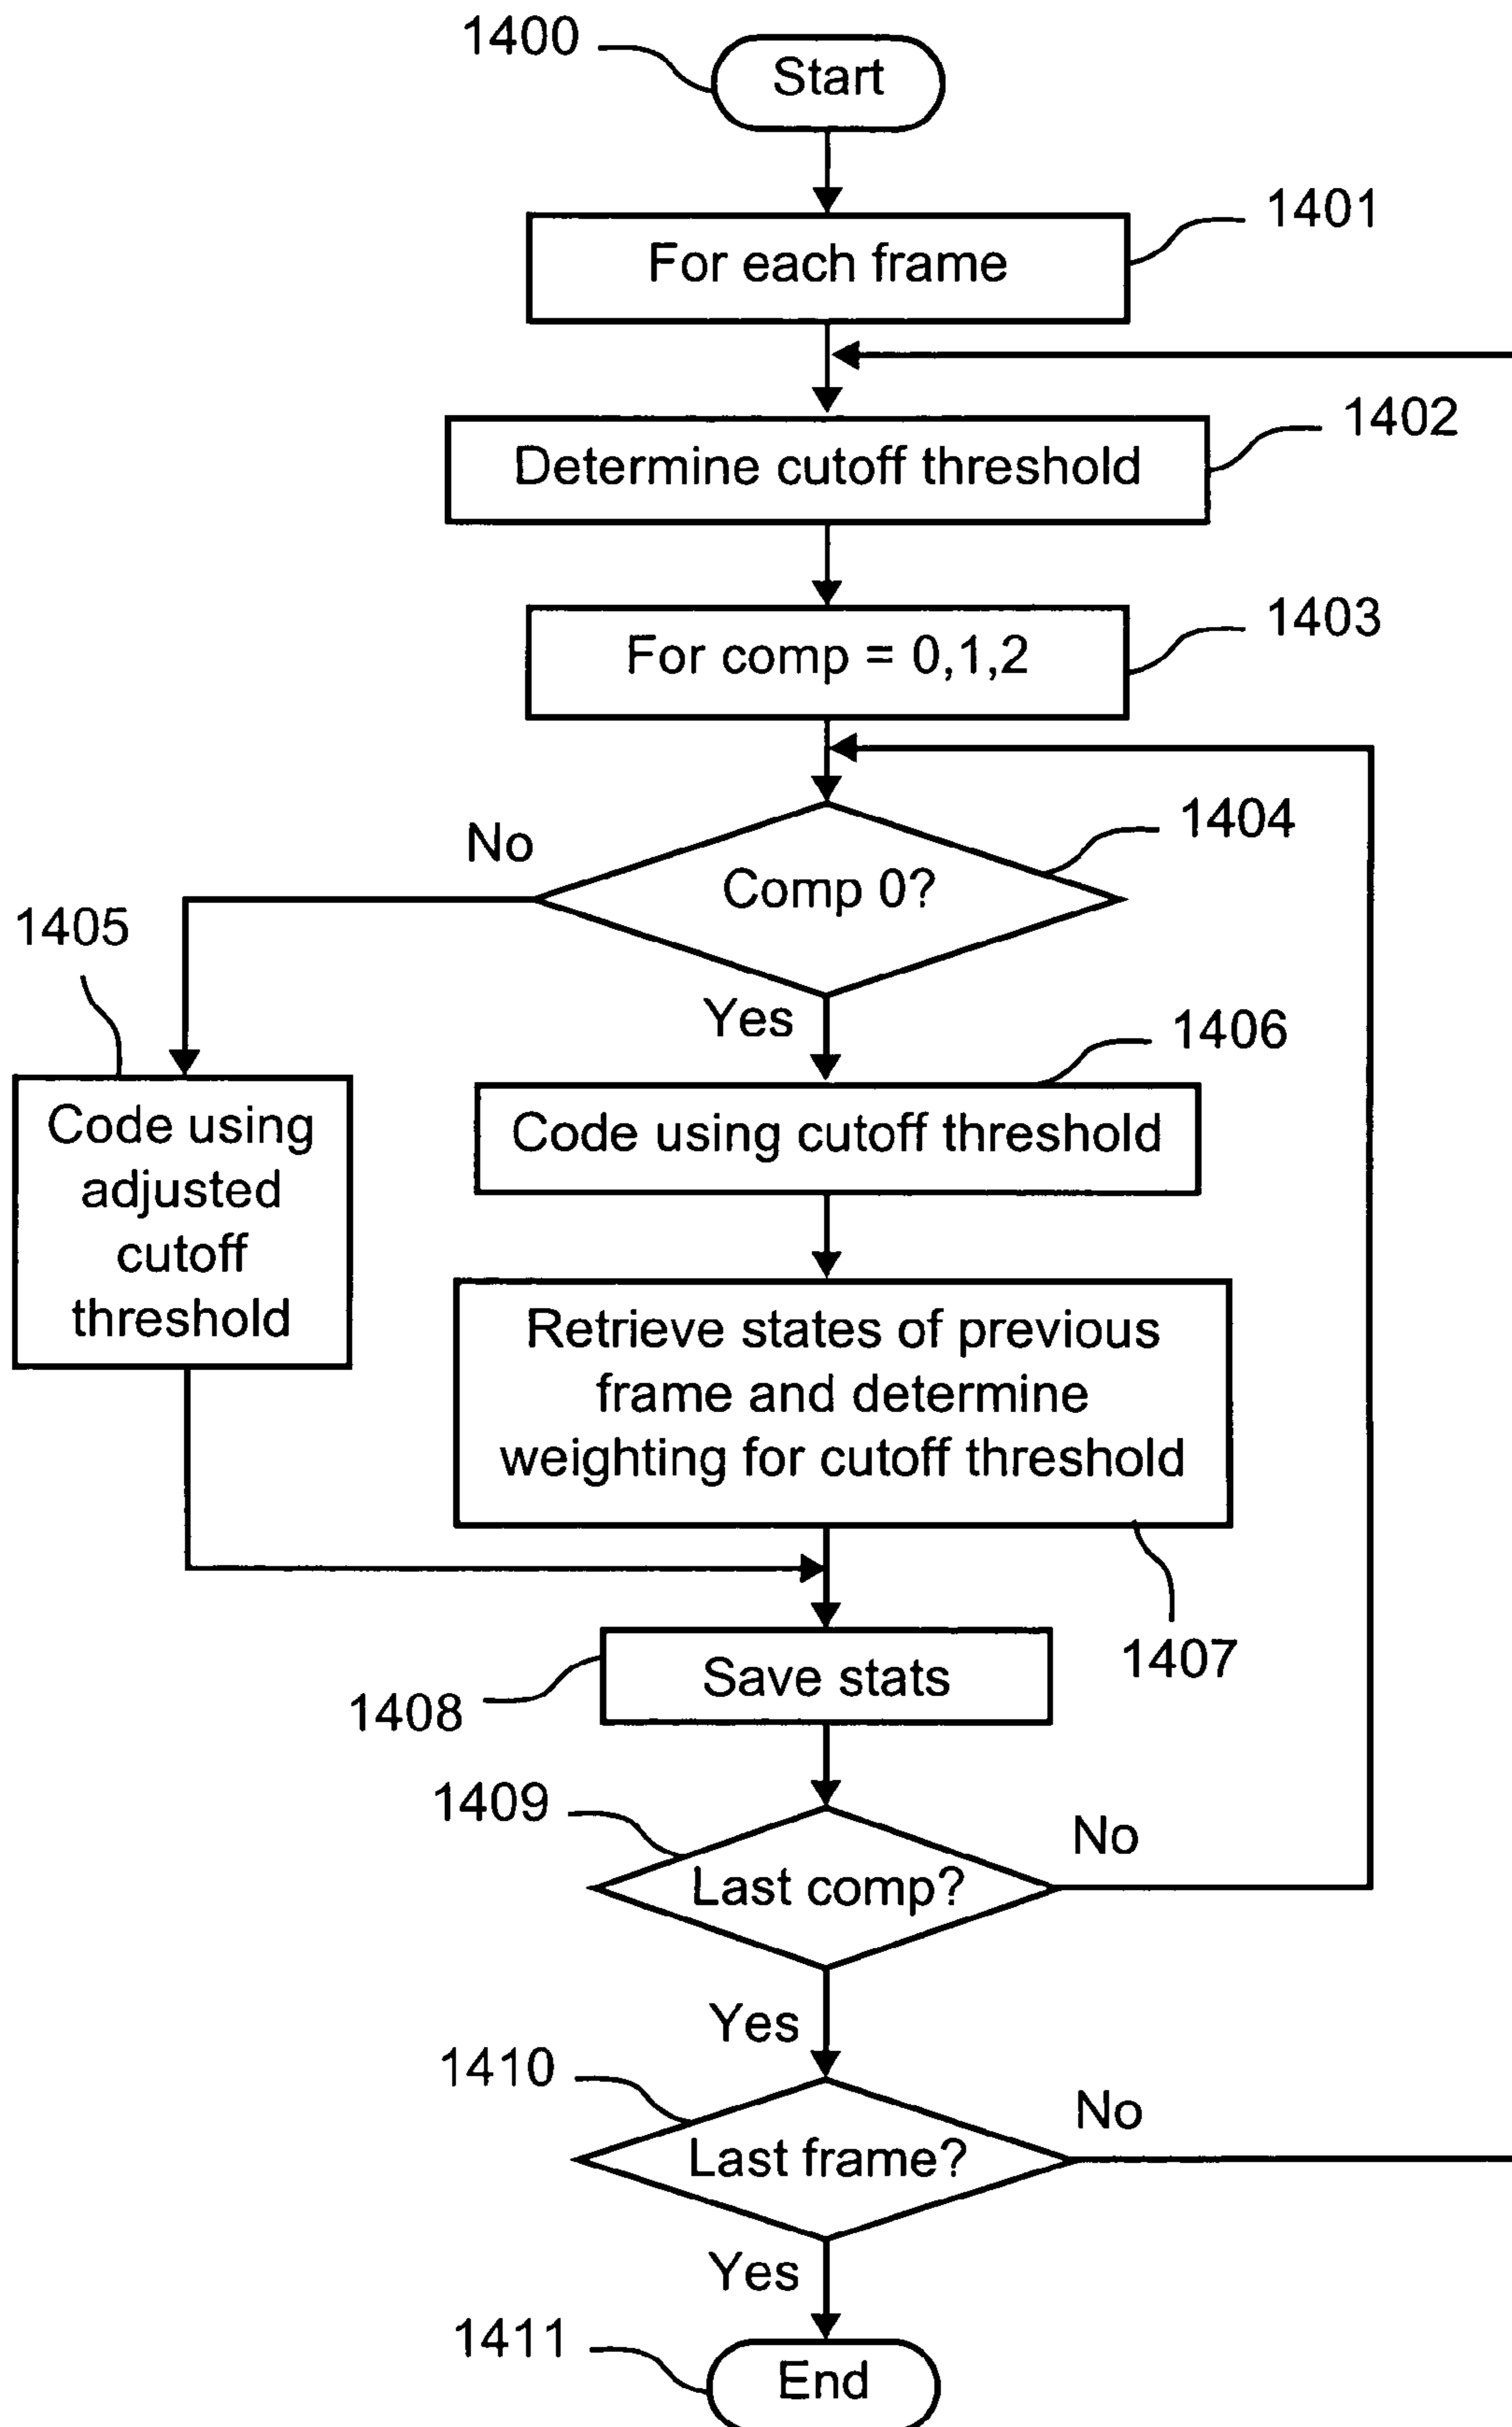 1400
Start
1401
For each frame
1402
Determine cutoff threshold
1403
For comp = 0,1,2
1404
No
Comp 0?
1405
Yes
1406
Code using
adjusted
cutoff
threshold
Code using cutoff threshold
Retrieve states of previous
frame and determine
weighting for cutoff threshold
1407
Save stats
1408
1409
No
Last comp?
Yes
1410
No
Last frame?
Yes
1411
End